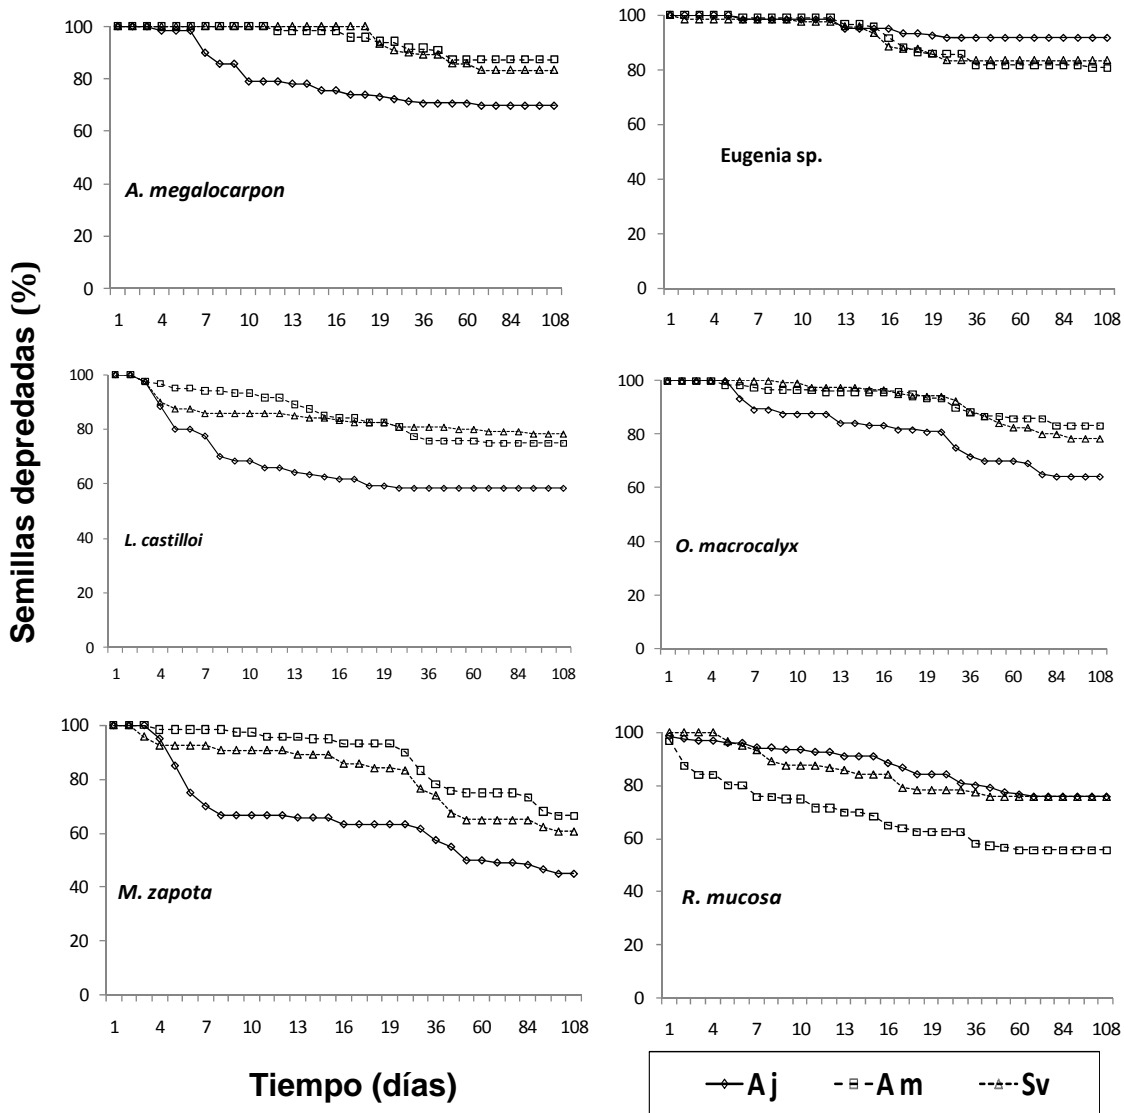 Semillas depredadas (%)
100
80
60
40
20
0
A. megalocarpon
1 4 7 10 13 16 19 36 60 84 108
100
80
60
40
20
0
Eugenia sp.
1 4 7 10 13 16 19 36 60 84 108
100
80
60
40
20
0
L. castilloi
1 4 7 10 13 16 19 36 60 84 108
100
80
60
40
20
0
O. macrocalyx
1 4 7 10 13 16 19 36 60 84 108
100
80
60
40
20
0
M. zapota
1 4 7 10 13 16 19 36 60 84 108
100
80
60
40
20
0
R. mucosa
1 4 7 10 13 16 19 36 60 84 108
Tiempo (días)
Aj Am Sv